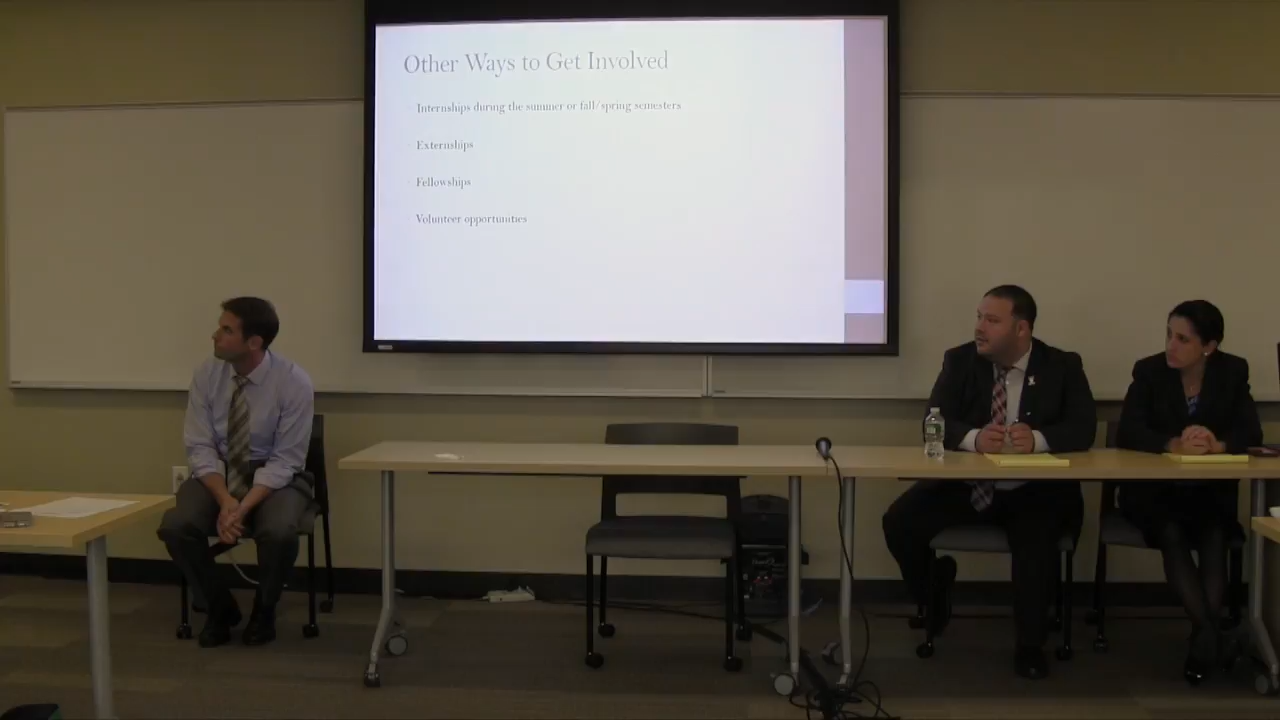 Other Ways to Get Involved
Internships during the summer or fall/spring semesters
Externships
Fellowships
Volunteer opportunities